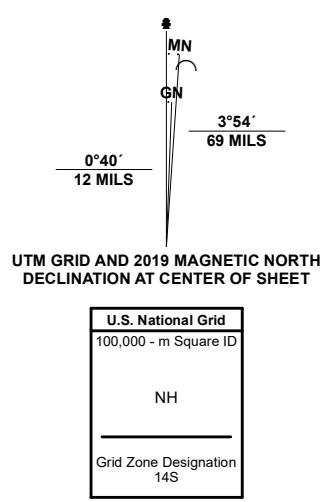 MN
GN
3°54´
69 MILS
0°40´
12 MILS
UTM GRID AND 2019 MAGNETIC NORTH
DECLINATION AT CENTER OF SHEET
U.S. National Grid
100,000 - m Square ID
NH
Grid Zone Designation
14S